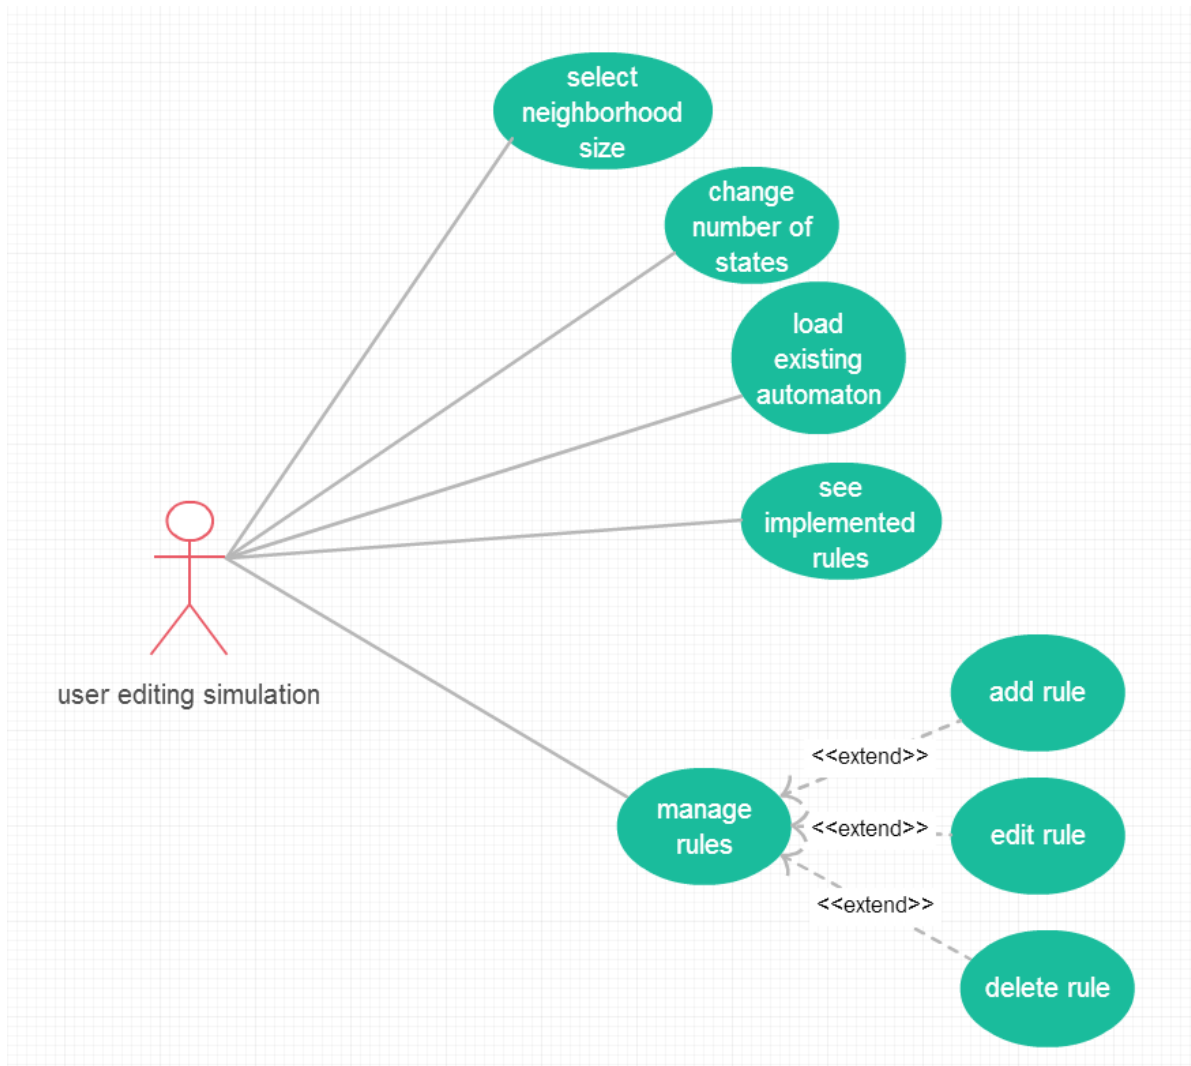 select
neighborhood
size
change
number of
states
load
existing
automaton
see
implemented
rules
user editing simulation
add rule
<<extend>>
manage
rules
<<extend>>
edit rule
<<extend>>
delete rule